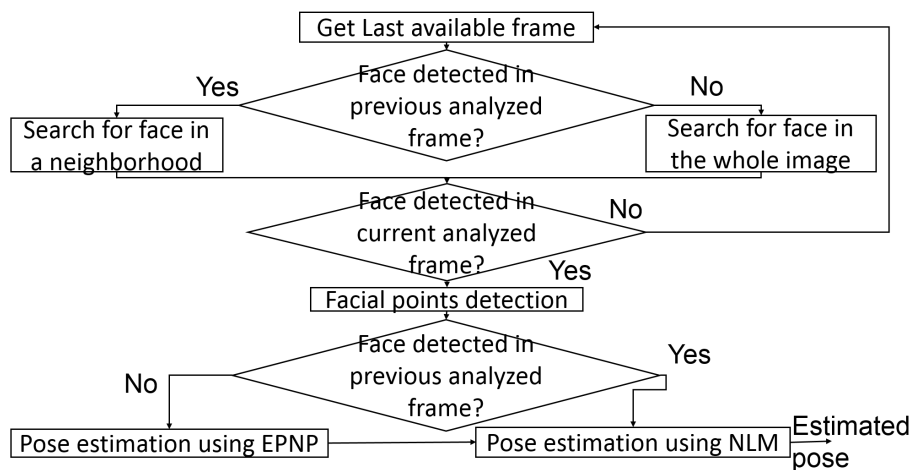 Get Last available frame
Face detected in
previous analyzed
frame?
Yes
No
Search for face in
a neighborhood
Search for face in
the whole image
Face detected in
current analyzed
frame?
No
Yes
Facial points detection
Face detected in
previous analyzed
frame?
No
Yes
Pose estimation using EPNP
Pose estimation using NLM
Estimated
pose